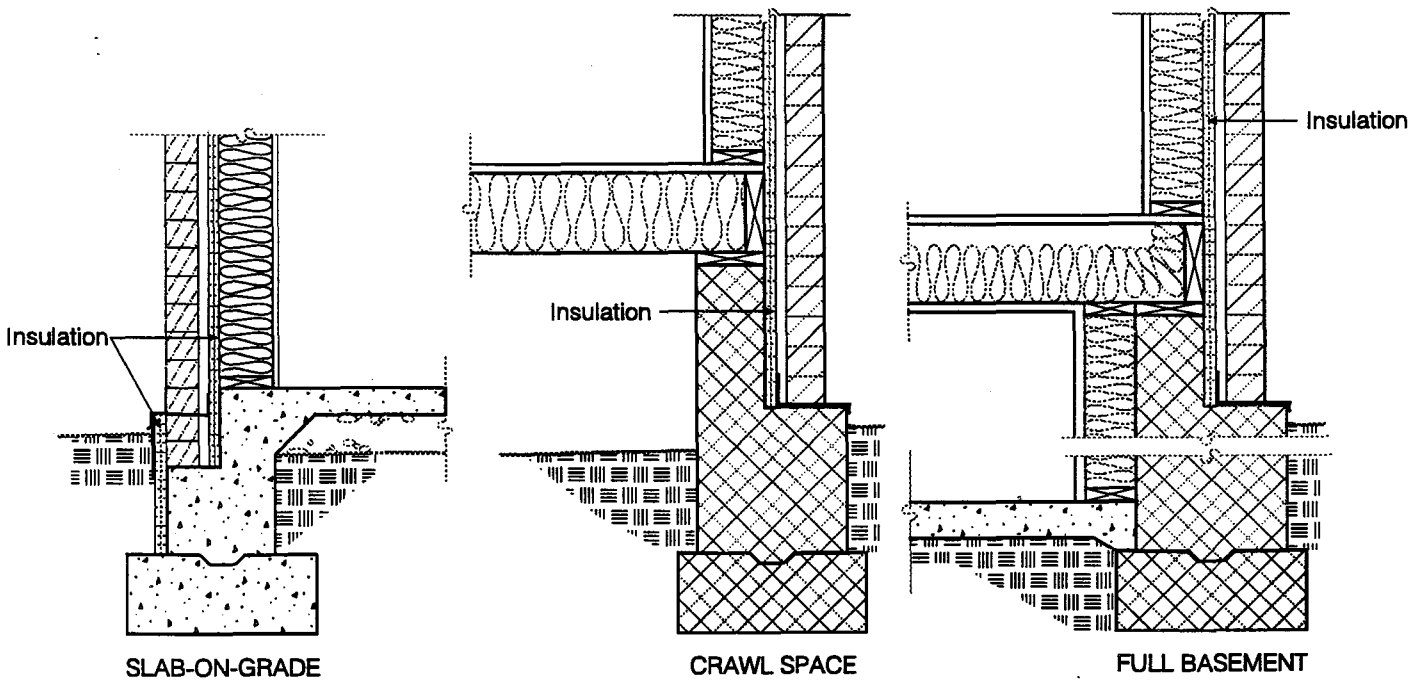 Insulation
Insulation
Insulation
SLAB-ON-GRADE
CRAWL SPACE
FULL BASEMENT